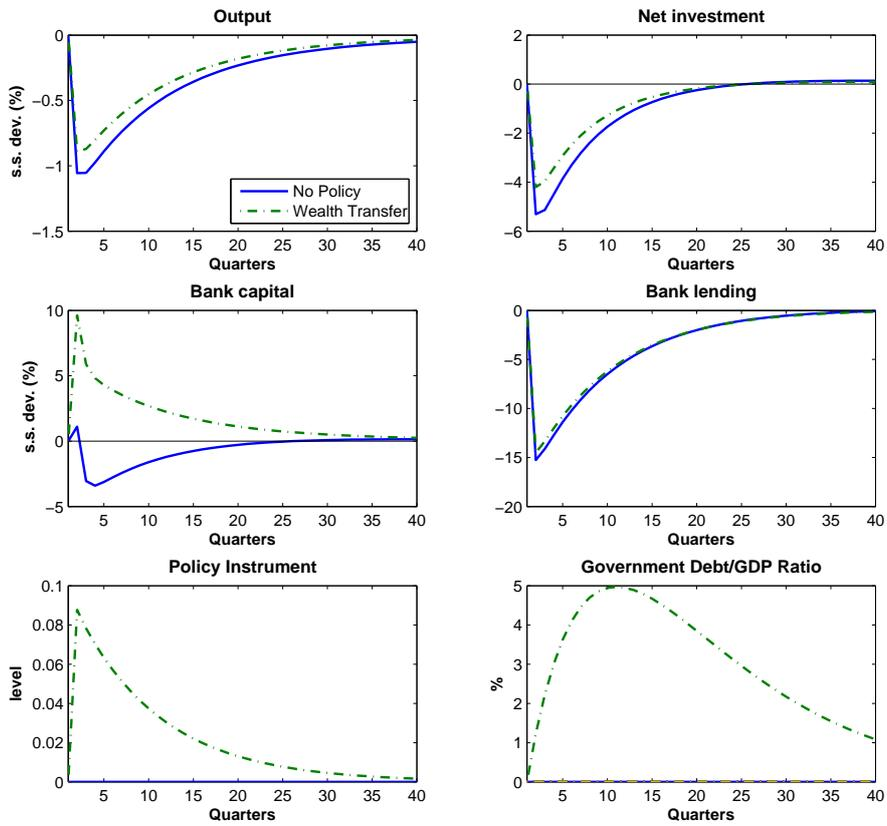 Output
s.s. dev. (%)
0
−0.5
−1
−1.5
No Policy
Wealth Transfer
5 10 15 20 25 30 35 40
Quarters
Net investment
2
0
−2
−4
−6
5 10 15 20 25 30 35 40
Quarters
Bank capital
s.s. dev. (%)
10
5
0
−5
5 10 15 20 25 30 35 40
Quarters
Bank lending
0
−5
−10
−15
−20
5 10 15 20 25 30 35 40
Quarters
Policy Instrument
level
0.1
0.08
0.06
0.04
0.02
0
5 10 15 20 25 30 35 40
Quarters
Government Debt/GDP Ratio
%
5
4
3
2
1
0
5 10 15 20 25 30 35 40
Quarters